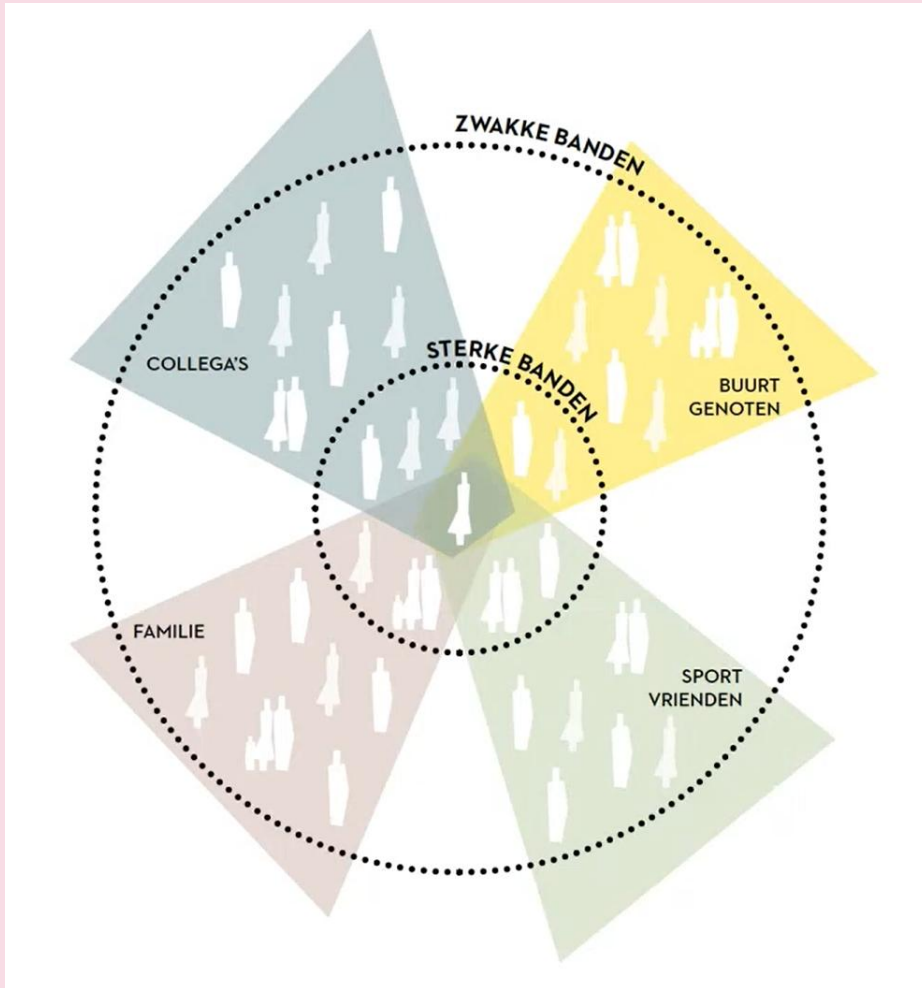 ZWAKKE BANDEN
STERKE BANDEN
COLLEGA'S
BUURT
GENOTEN
FAMILIE
SPORT
VRIENDEN